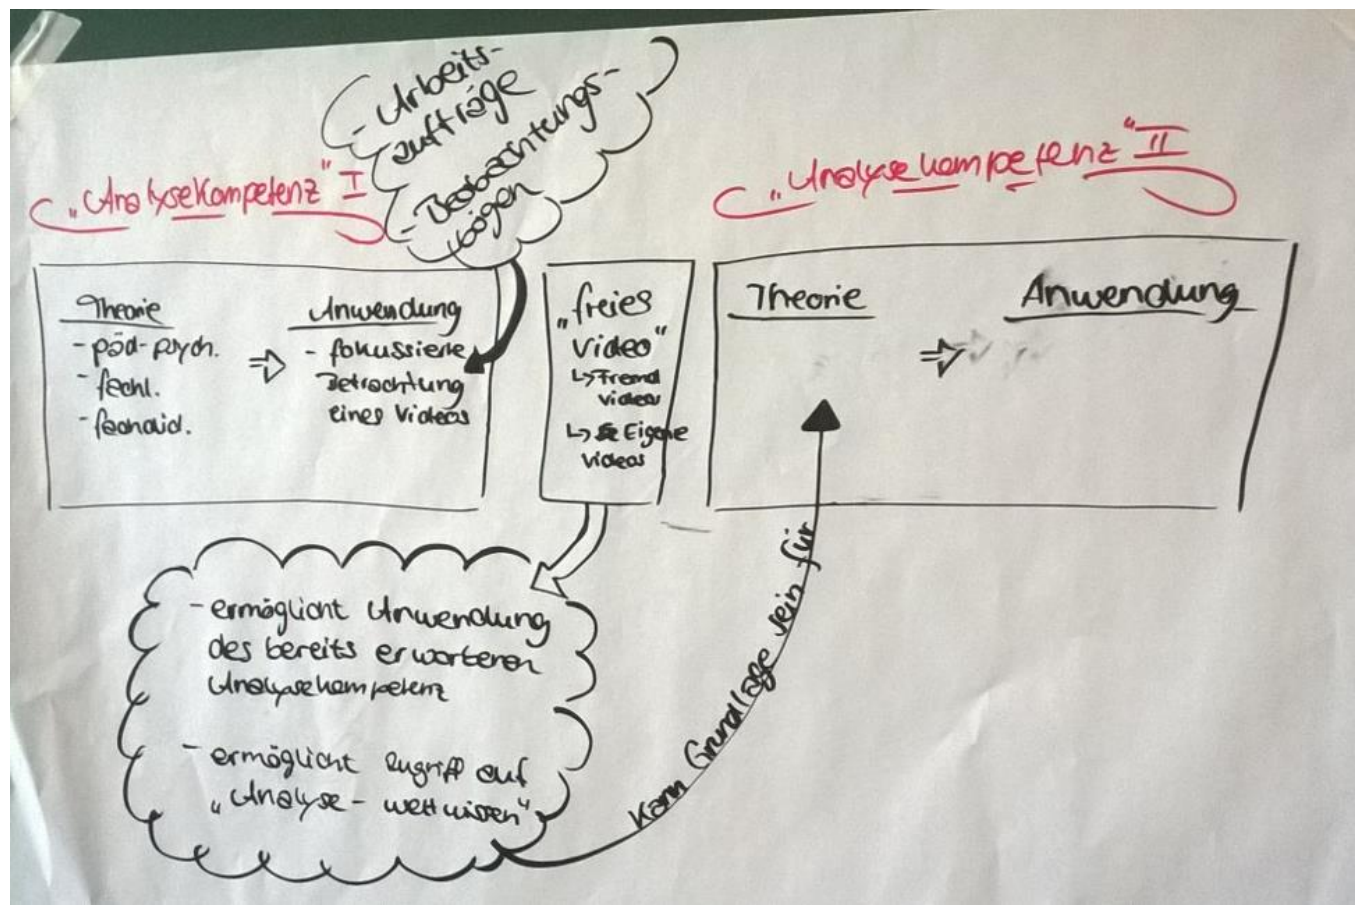 - Arbeits-
aufträge
- Beobachtungs-
bögen
"Analysekompetenz" I
"Analysekompetenz" II
Theorie
- päd-psych.
- fachl.
- fachdid.
⇒
Anwendung
- fokussierte
Betrachtung
eines Videos
"freies
Video"
↳ Fremd
videos
↳ Eigene
Videos
Theorie
⇒
Anwendung
- ermöglicht Anwendung
des bereits erworbenen
Analysekompetenz
- ermöglicht Zugriff auf
"Analyse - weltwissen"
Kann Grundlage sein für